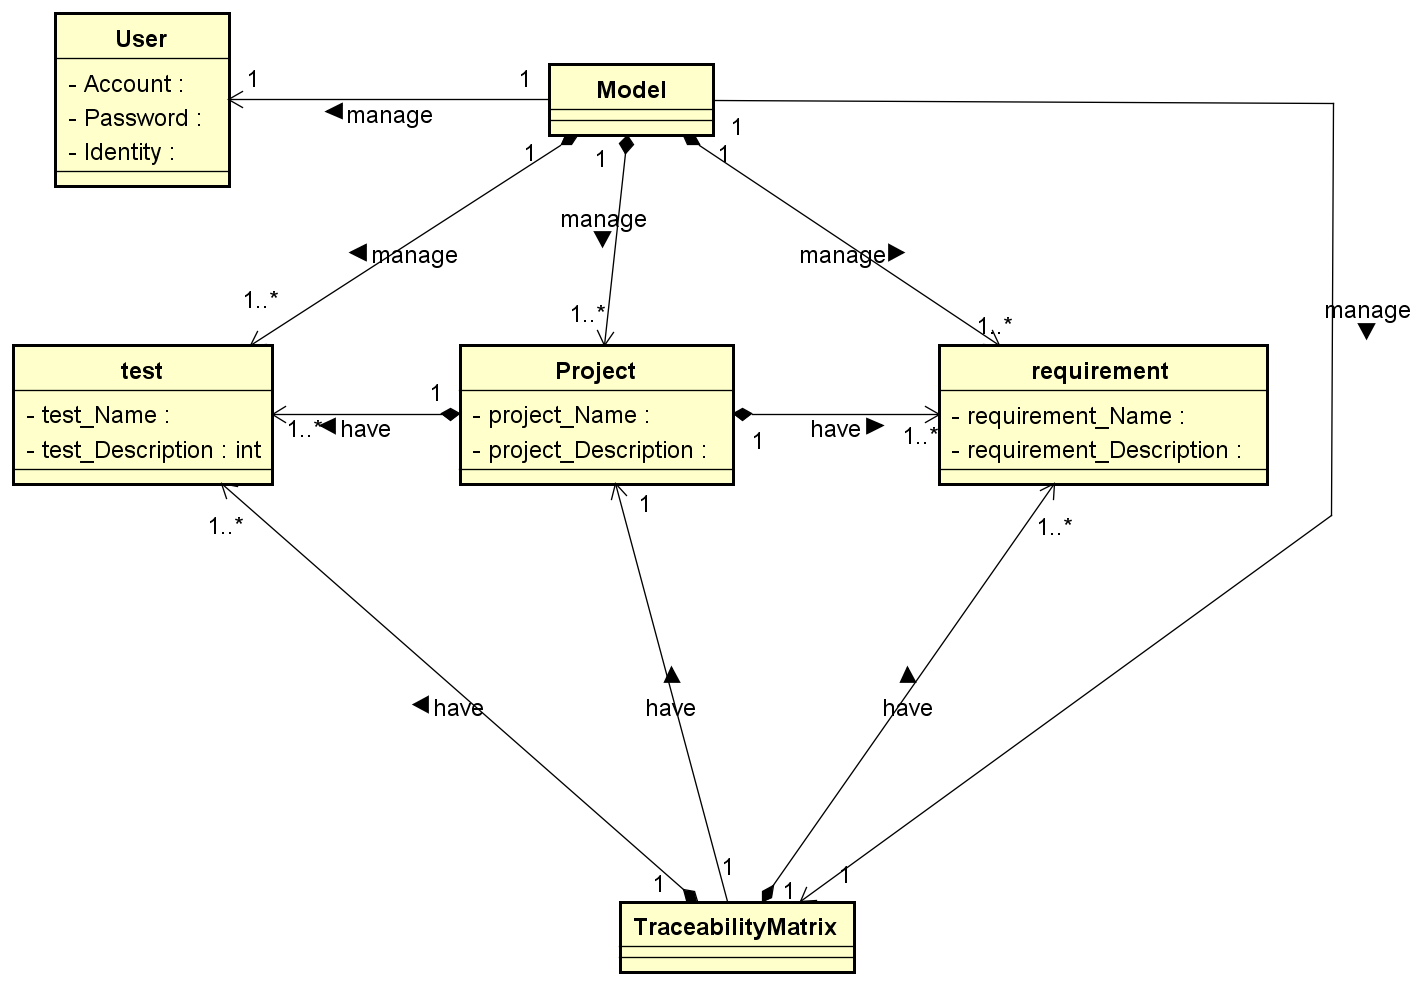 User
- Account :
- Password :
- Identity :
Model
1
1
◀ manage
1
1
1
1
manage
▼
◀ manage
manage ▶
1..*
1..*
1..*
manage
▼
test
- test_Name :
- test_Description : int
Project
- project_Name :
- project_Description :
requirement
- requirement_Name :
- requirement_Description :
1
1..*
◀ have
1
have ▶
1..*
1..*
1
1..*
◀ have
▲
have
▲
have
1
1
1
1
TraceabilityMatrix